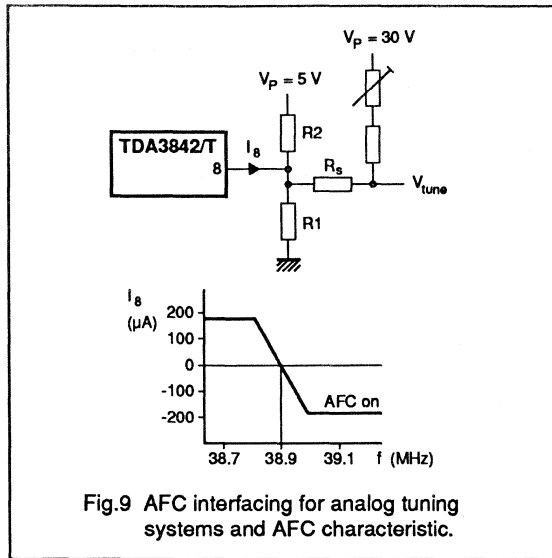 V_P = 30 V
V_P = 5 V
TDA3842/T
8
I_8
R2
R_s
V_tune
R1
I_8
(μA)
200
100
0
-100
-200
AFC on
38.7 38.9 39.1 f (MHz)
Fig.9 AFC interfacing for analog tuning
systems and AFC characteristic.